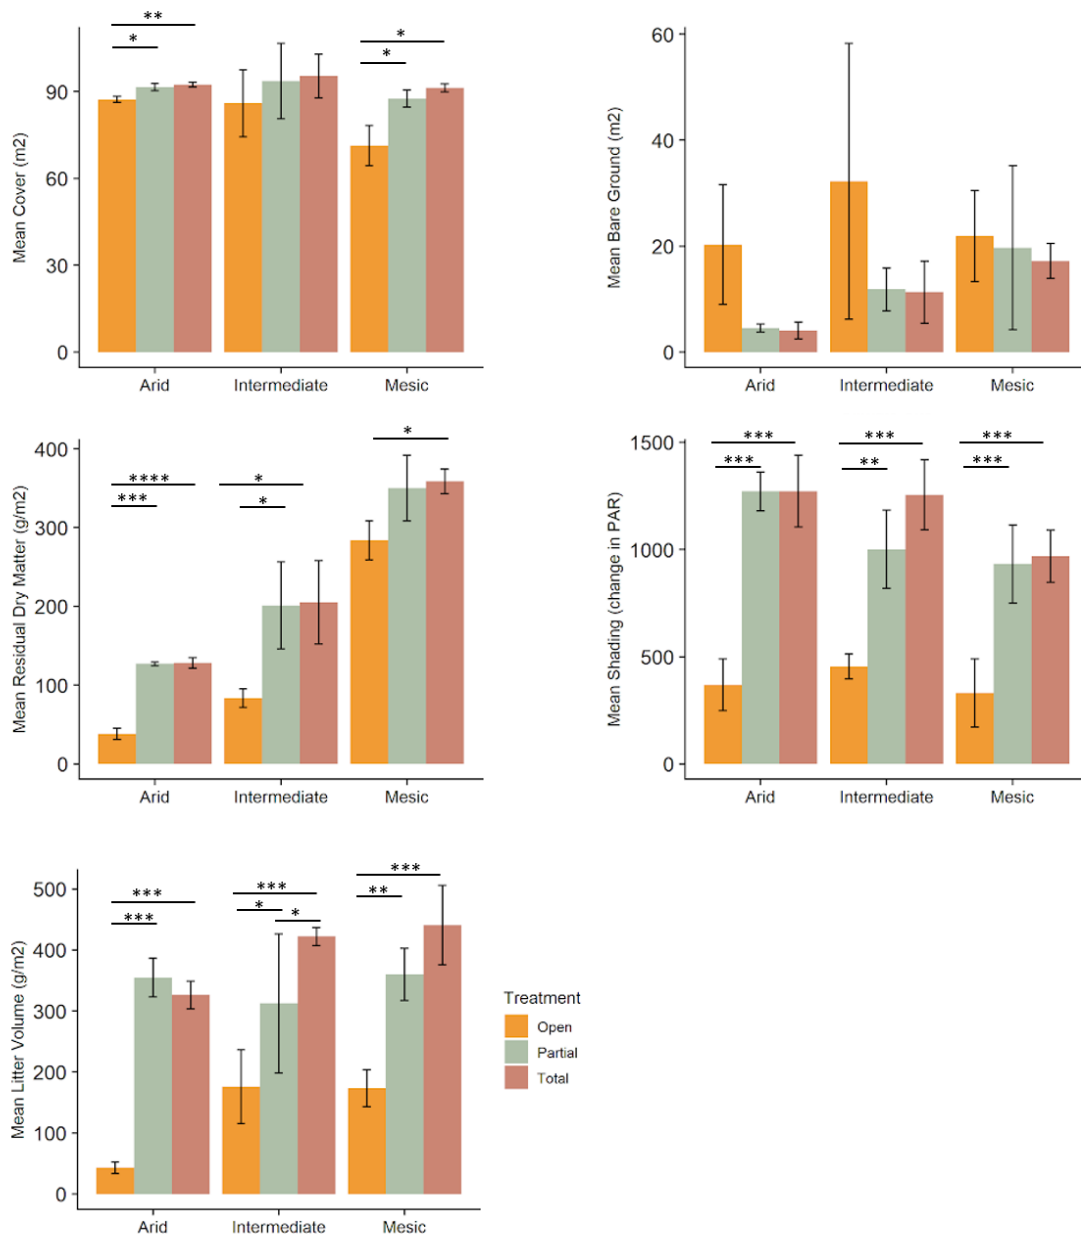 **
*
*
*
Mean Cover (m2)
90
60
30
0
Arid
Intermediate
Mesic
Mean Bare Ground (m2)
60
40
20
0
Arid
Intermediate
Mesic
****
***
*
*
*
Mean Residual Dry Matter (g/m2)
400
300
200
100
0
Arid
Intermediate
Mesic
***
***
***
**
***
***
Mean Shading (change in PAR)
1500
1000
500
0
Arid
Intermediate
Mesic
***
***
***
*
*
***
**
Mean Litter Volume (g/m2)
500
400
300
200
100
0
Arid
Intermediate
Mesic
Treatment
Open
Partial
Total